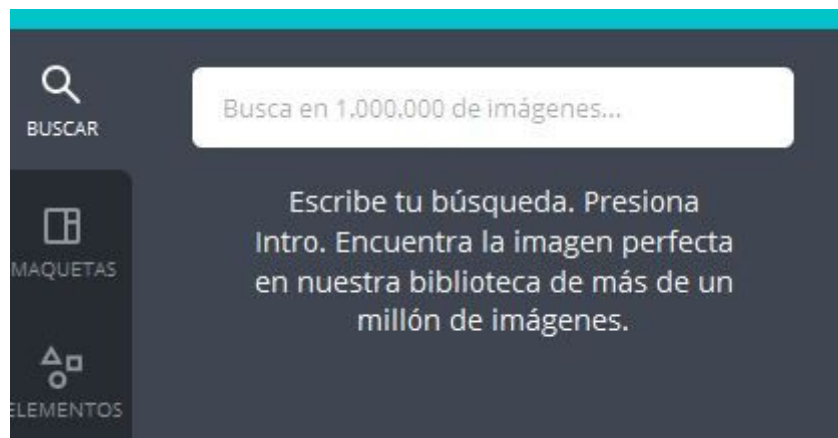 BUSCAR
Busca en 1,000,000 de imágenes...
Escribe tu búsqueda. Presiona
Intro. Encuentra la imagen perfecta
en nuestra biblioteca de más de un
millón de imágenes.
MAQUETAS
ELEMENTOS